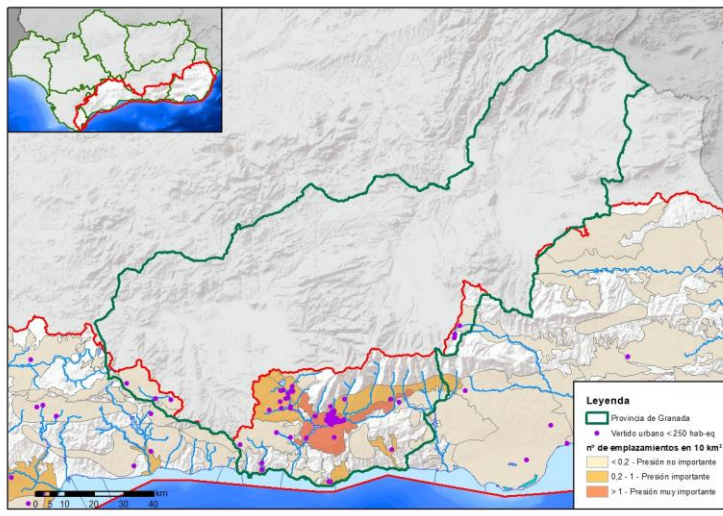 Leyenda
Provincia de Granada
Vertido urbano < 250 hab-eq
nº de emplazamientos en 10 km²
< 0,2 - Presión no importante
0,2 - 1 - Presión importante
> 1 - Presión muy importante
0 5 10 20 30 40
km